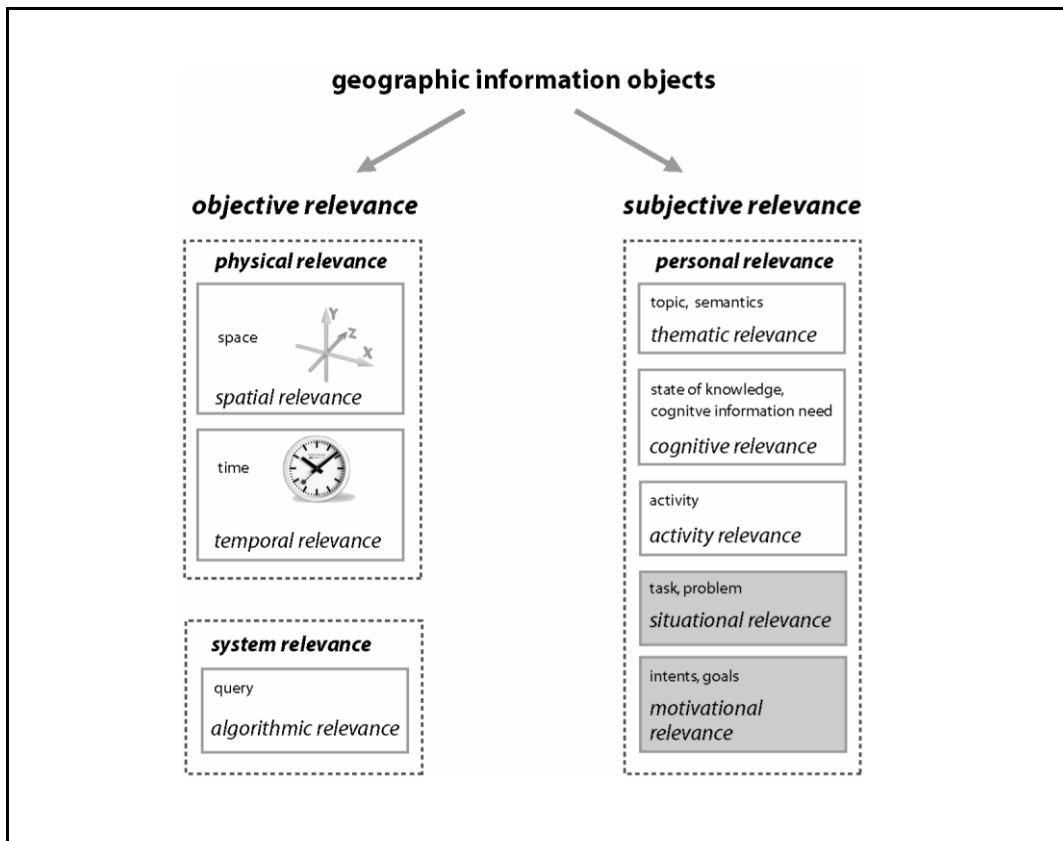 geographic information objects
objective relevance
physical relevance
space
Y
Z
X
spatial relevance
time
temporal relevance
system relevance
query
algorithmic relevance
subjective relevance
personal relevance
topic, semantics
thematic relevance
state of knowledge,
cognitve information need
cognitive relevance
activity
activity relevance
task, problem
situational relevance
intents, goals
motivational
relevance